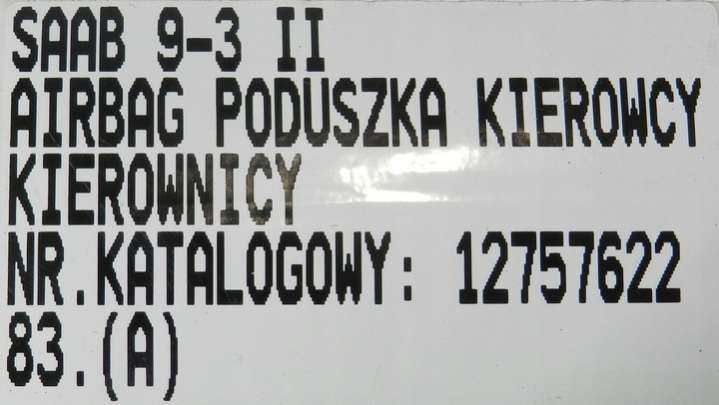 SAAB 9-3 II
AIRBAG PODUSZKA KIEROWCY
KIEROWNICY
NR.KATALOGOWY: 12757622
83.(A)